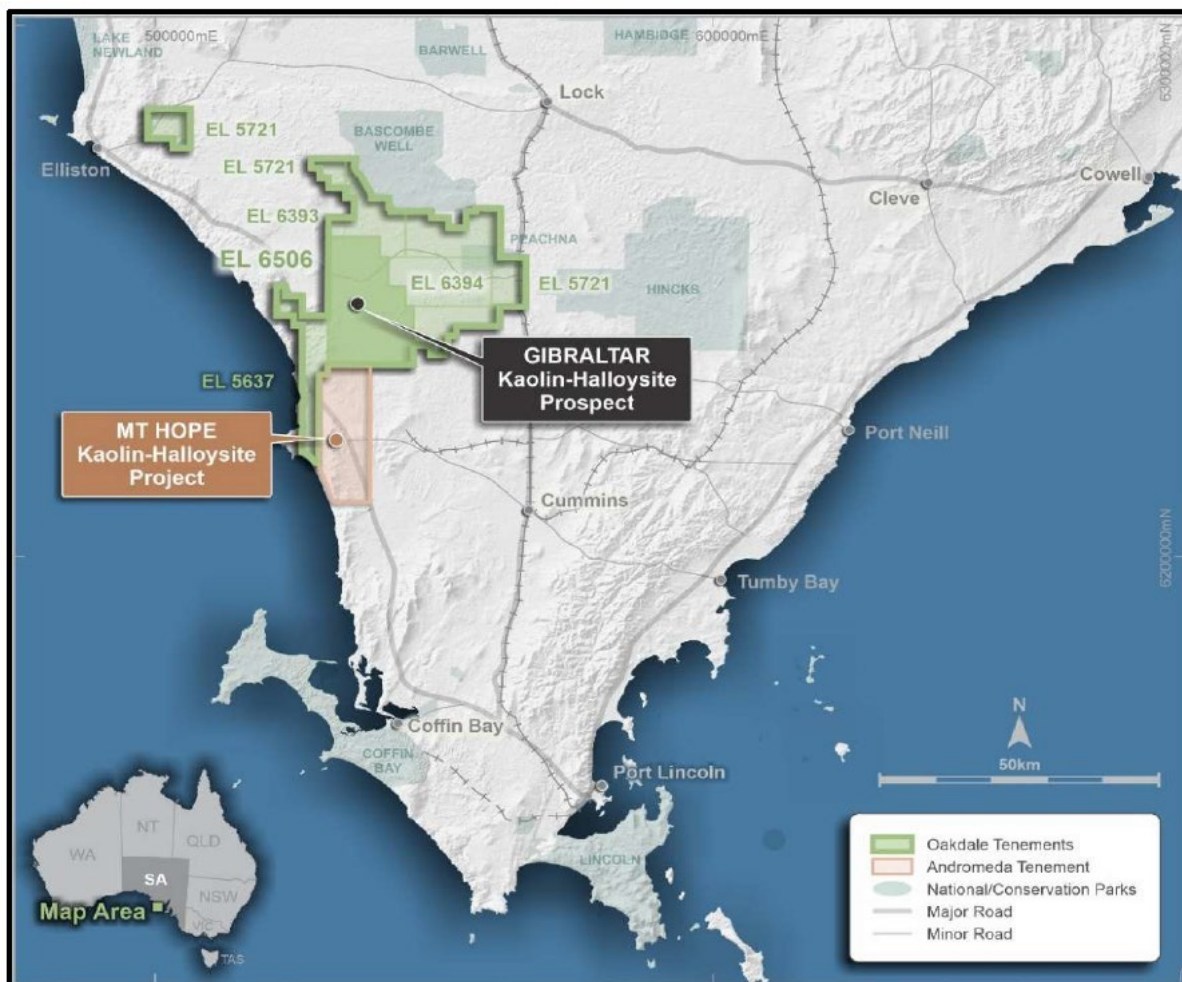 LAKE
NEWLAND
500000mE
BARWELL
HAMBIDGE
600000mE
6300000mN
Lock
EL 5721
BASCOMBE
WELL
Elliston
EL 5721
Cowell
Cleve
EL 6393
PEACHNA
EL 6506
EL 6394
EL 5721
HINCKS
GIBRALTAR
Kaolin-Halloysite
Prospect
EL 5637
MT HOPE
Kaolin-Halloysite
Project
Port Neill
Cummins
6200000mN
Tumby Bay
N
50km
Coffin Bay
COFFIN
BAY
Port Lincoln
LINCOLN
WA
NT
QLD
SA
NSW
VIC
TAS
Map Area
Oakdale Tenements
Andromeda Tenement
National/Conservation Parks
Major Road
Minor Road